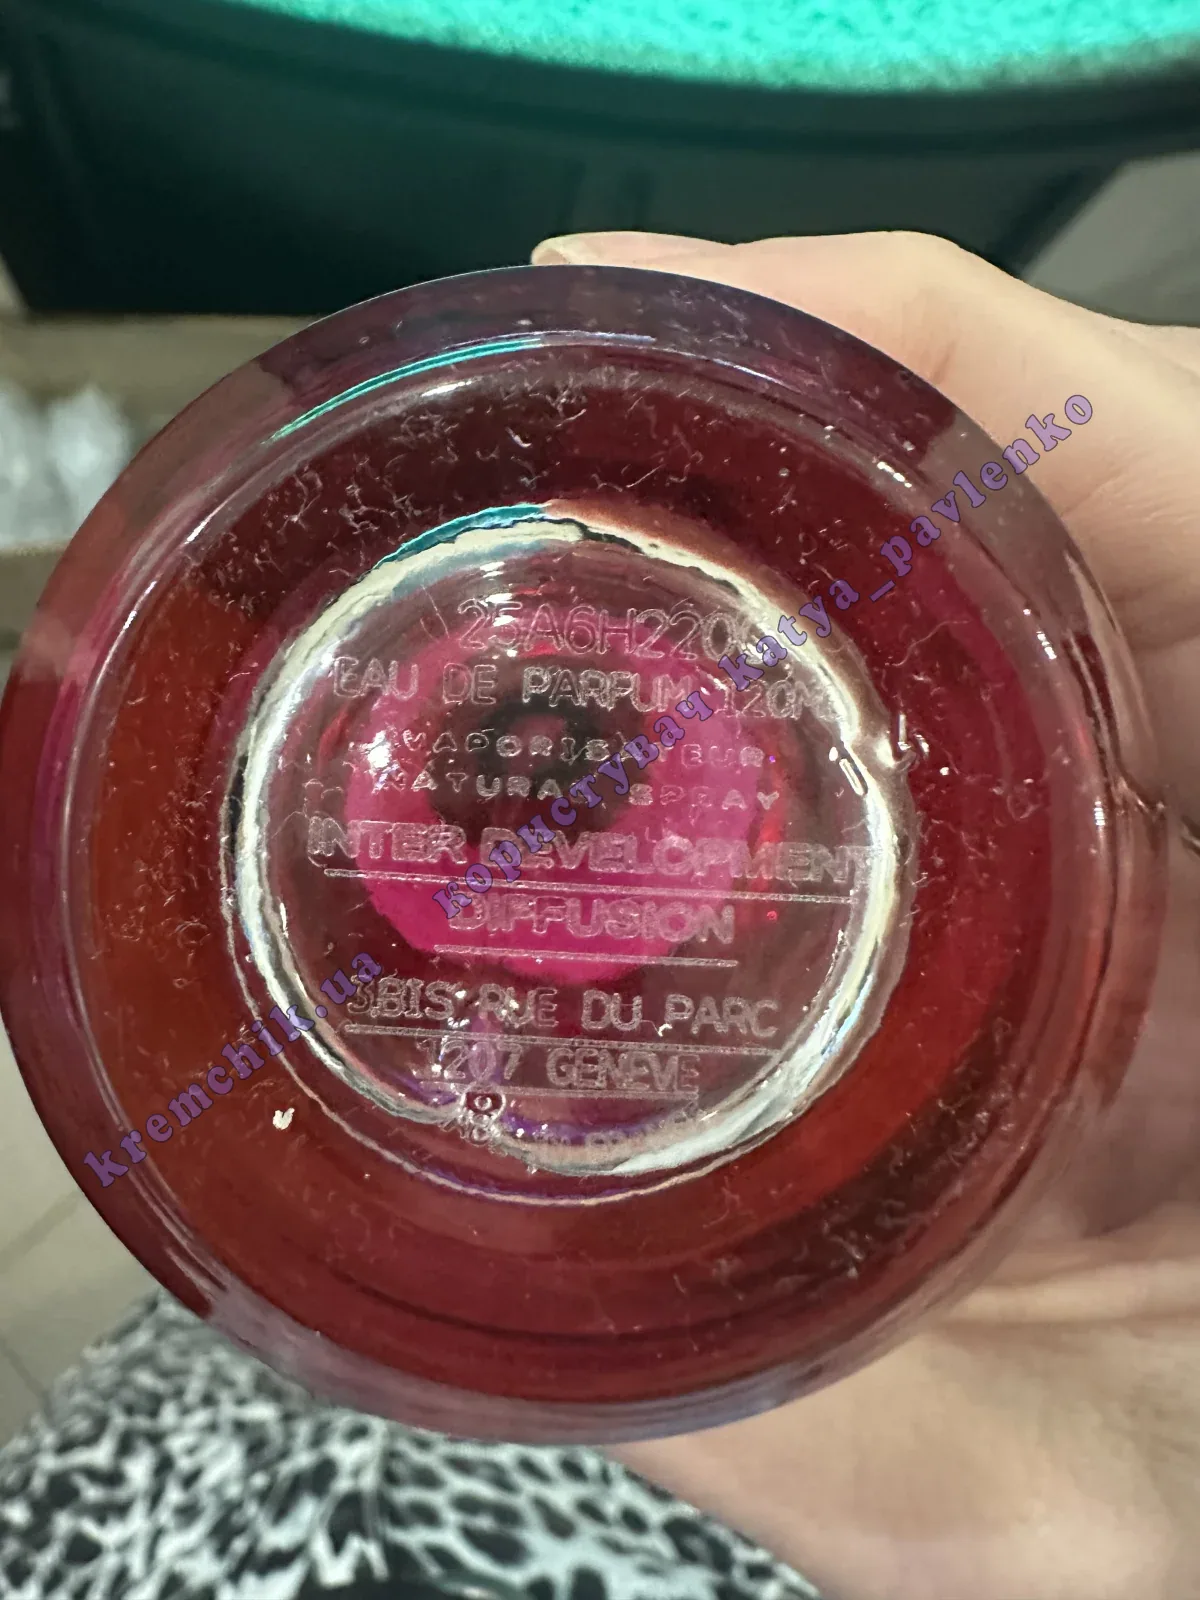 25A6H220
EAU DE PARFUM 120ML
VAPORISATEUR
NATURAL SPRAY
INTER DEVELOPMENT
DIFFUSION
3.BIS RUE DU PARC
1207 GENEVE
kremchik.ua користувач katya_pavlenko